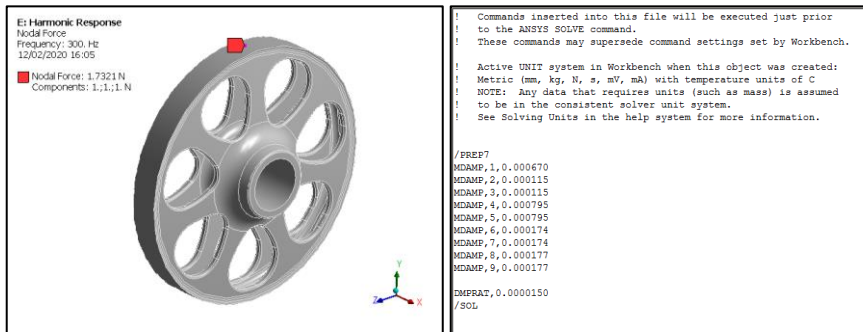 E: Harmonic Response
Nodal Force
Frequency: 300. Hz
12/02/2020 16:05
Nodal Force: 1.7321 N
Components: 1.;1.;1. N
Y
Z
X
!   Commands inserted into this file will be executed just prior
!   to the ANSYS SOLVE command.
!   These commands may supersede command settings set by Workbench.
!   Active UNIT system in Workbench when this object was created:
!   Metric (mm, kg, N, s, mV, mA) with temperature units of C
!   NOTE:  Any data that requires units (such as mass) is assumed
!   to be in the consistent solver unit system.
!   See Solving Units in the help system for more information.
/PREP7
MDAMP,1,0.000670
MDAMP,2,0.000115
MDAMP,3,0.000115
MDAMP,4,0.000795
MDAMP,5,0.000795
MDAMP,6,0.000174
MDAMP,7,0.000174
MDAMP,8,0.000177
MDAMP,9,0.000177
DMPRAT,0.0000150
/SOL